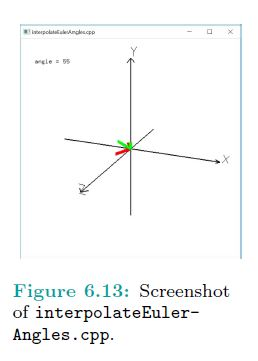 interpolateEulerAngles.cpp
angle = 55
Y
X
Z
Figure 6.13: Screenshot
of interpolateEuler-
Angles.cpp.